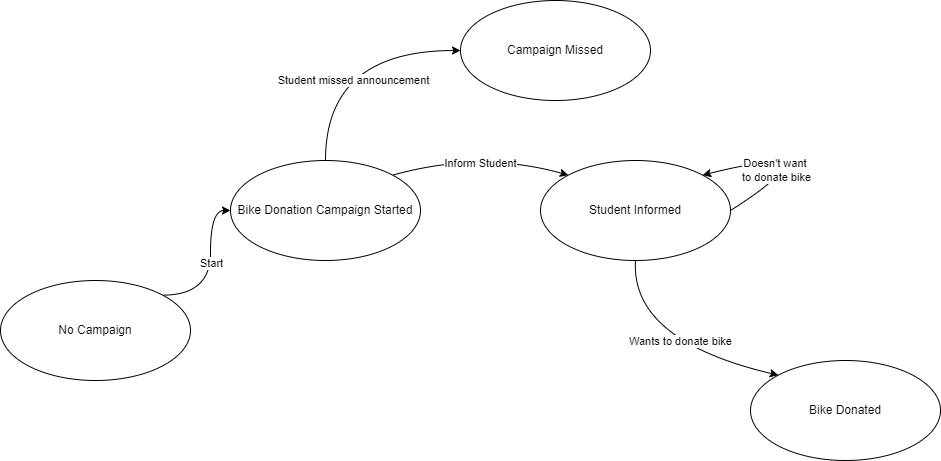 Campaign Missed
Student missed announcement
Inform Student
Doesn't want
to donate bike
Bike Donation Campaign Started
Student Informed
Start
No Campaign
Wants to donate bike
Bike Donated